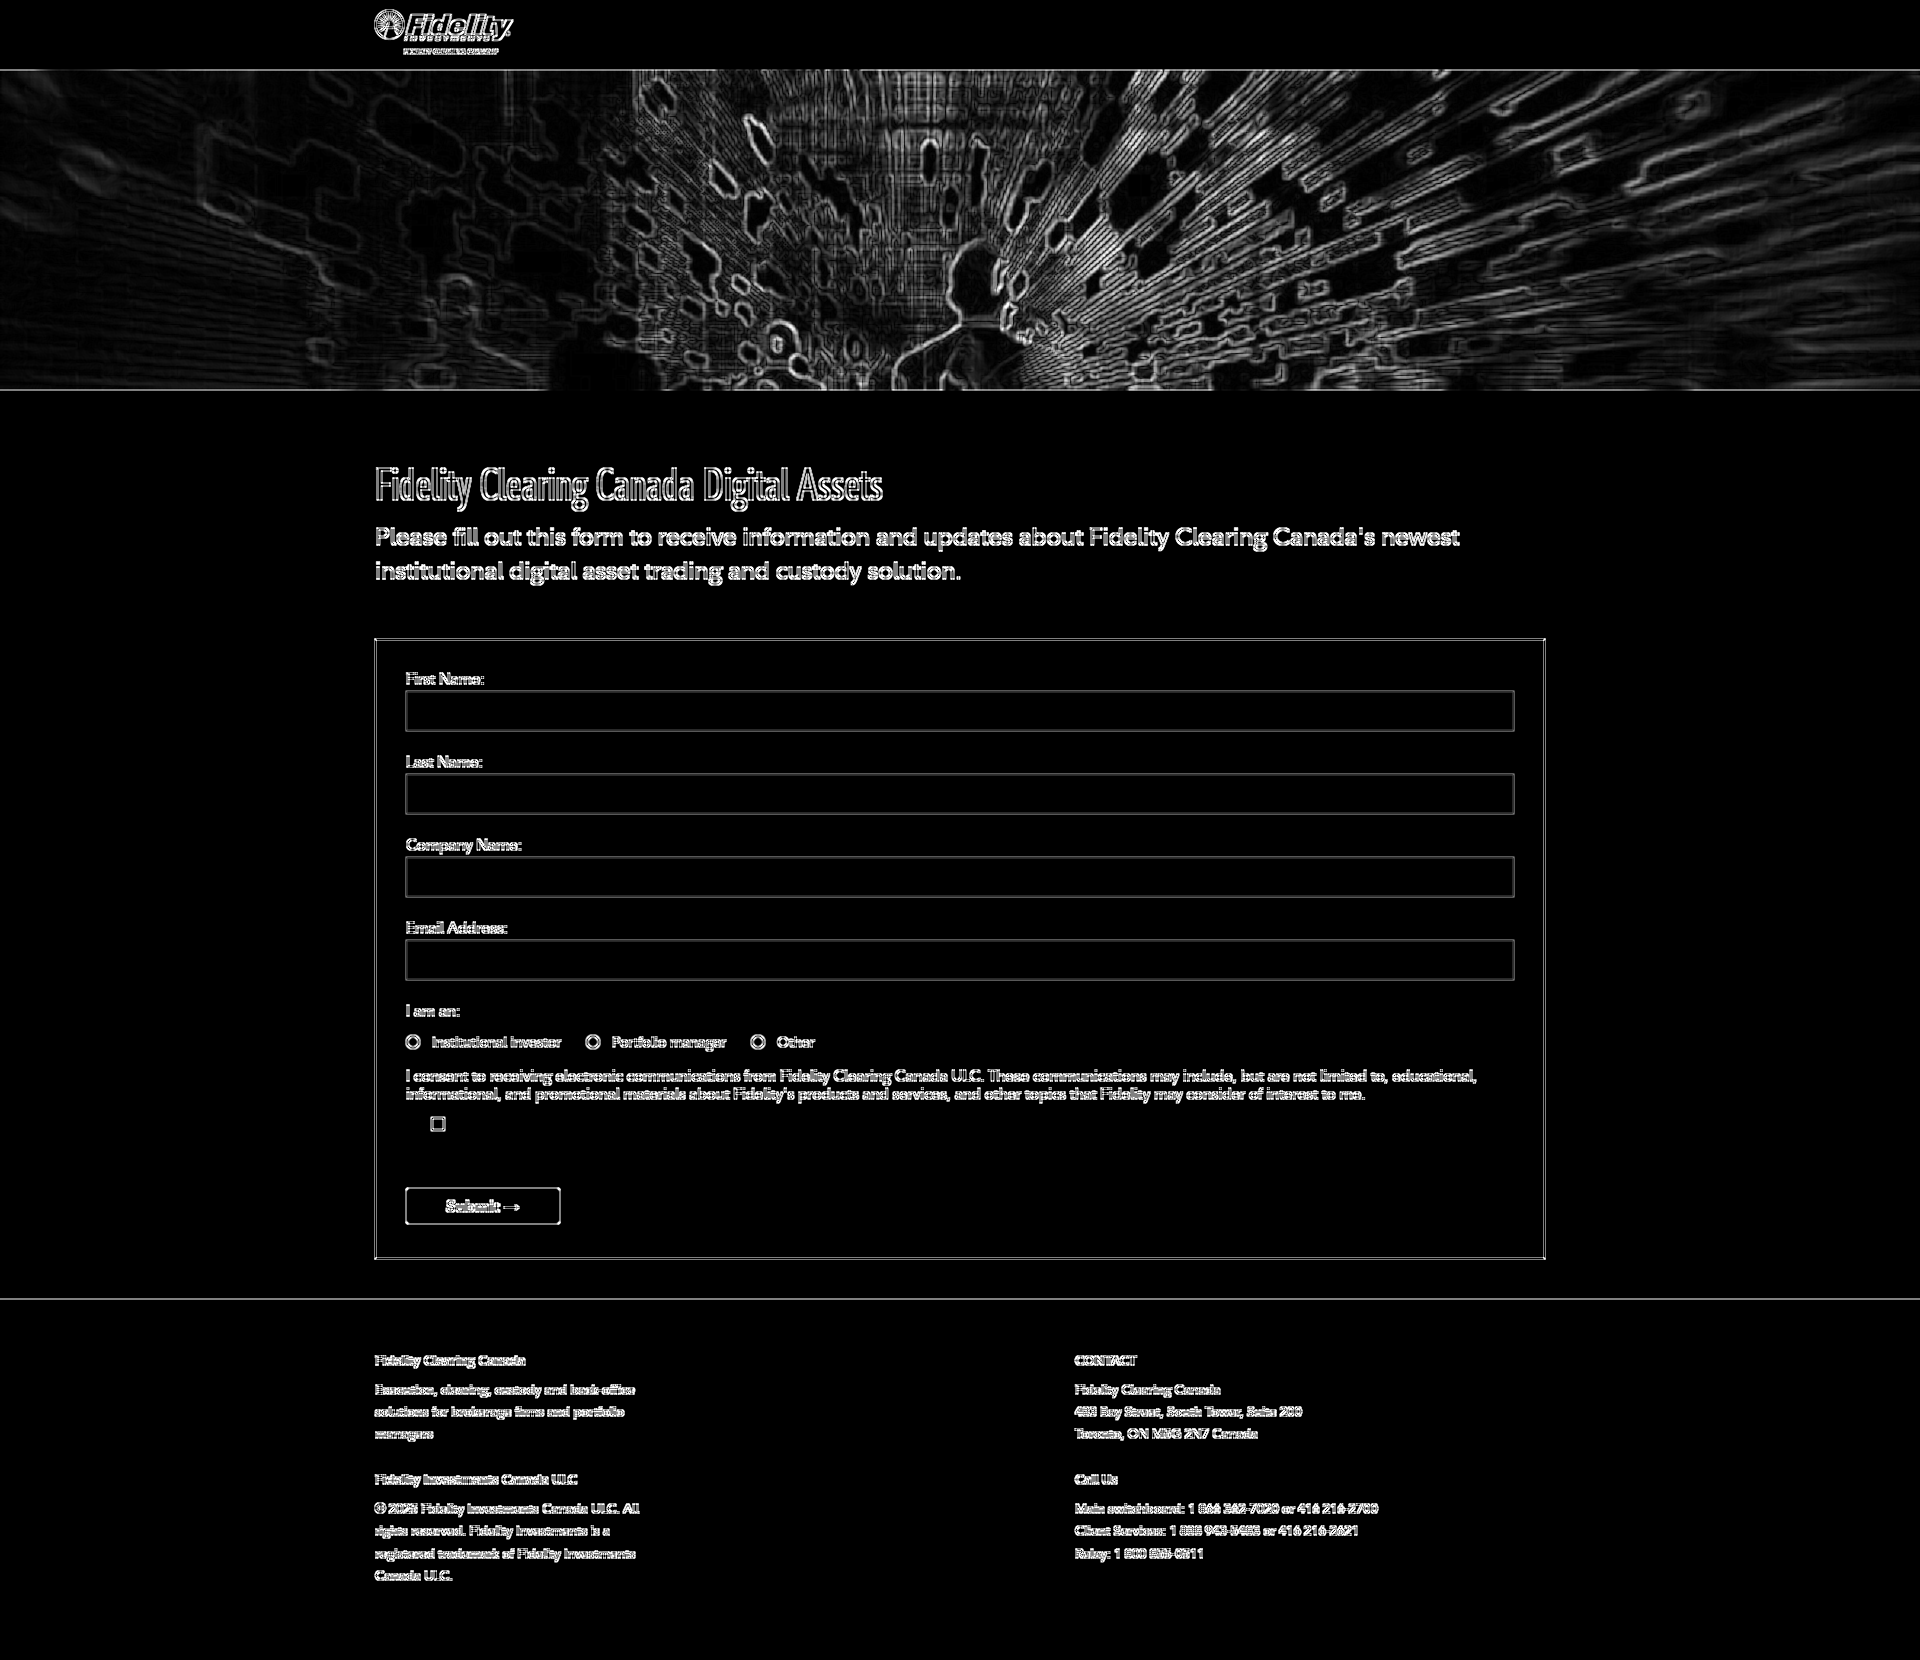 Fidelity
INVESTMENTS
Fidelity Clearing Canada Digital Assets
Please fill out this form to receive information and updates about Fidelity Clearing Canada's newest
institutional digital asset trading and custody solution.
First Name:
Last Name:
Company Name:
Email Address:
I am an:
Institutional investor Portfolio manager Other
I consent to receiving electronic communications from Fidelity Clearing Canada ULC. These communications may include, but are not limited to, educational,
informational, and promotional materials about Fidelity's products and services, and other topics that Fidelity may consider of interest to me.
Submit →
Fidelity Clearing Canada
Execution, clearing, custody and back office
solutions for brokerage firms and portfolio
managers
Fidelity Investments Canada ULC
© Fidelity Investments Canada ULC. All
rights reserved. Fidelity Investments is a
registered trademark of Fidelity Investments
Canada ULC.
CONTACT
Fidelity Clearing Canada
483 Bay Street, South Tower, Suite 200
Toronto, ON M5G 2N7 Canada
Call Us
Main switchboard: 1 866 or 416 216-2700
Client Services: 1 or 416 216-2621
Relay: 1 800